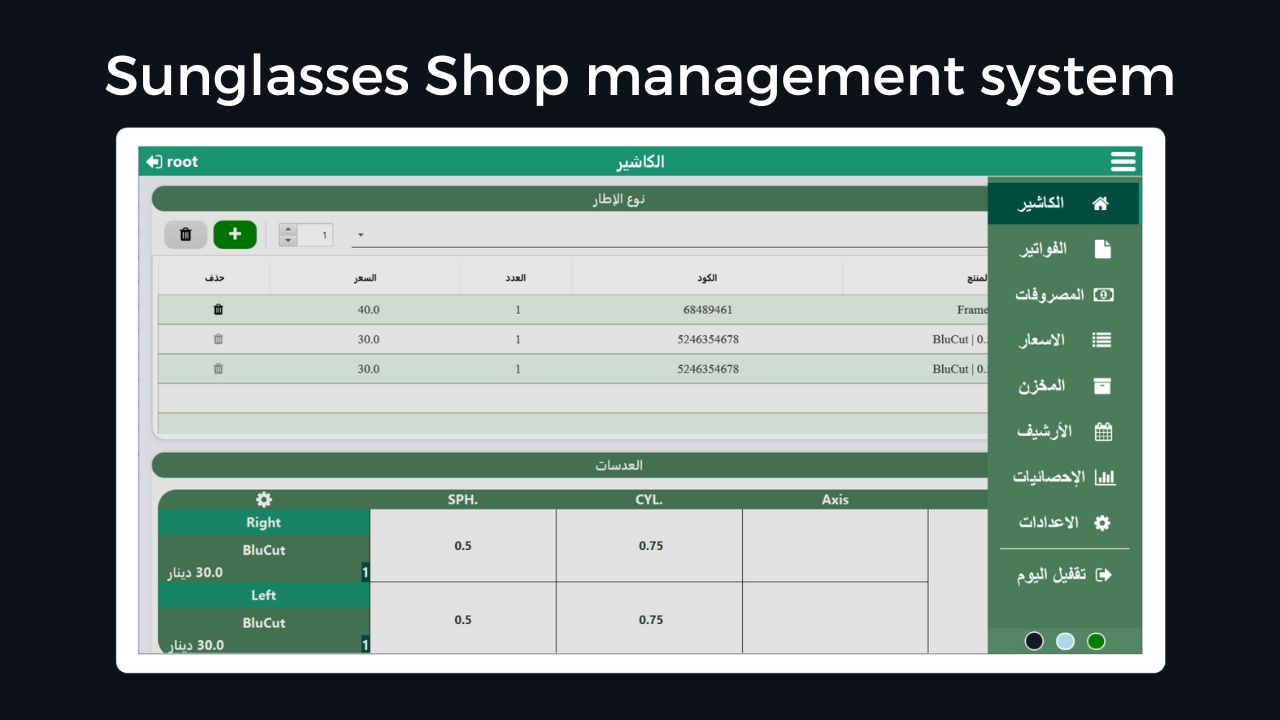 Sunglasses Shop management system
root
الكاشير
نوع الإطار
1
المنتج الكود العدد السعر حذف
Frame 68489461 1 40.0
BluCut | 0. 5246354678 1 30.0
BluCut | 0. 5246354678 1 30.0
العدسات
SPH. CYL. Axis
Right
BluCut
0.5 0.75
30.0 دينار 1
Left
BluCut
0.5 0.75
30.0 دينار 1
الكاشير
الفواتير
المصروفات
الاسعار
المخزن
الأرشيف
الإحصائيات
الاعدادات
تقفيل اليوم